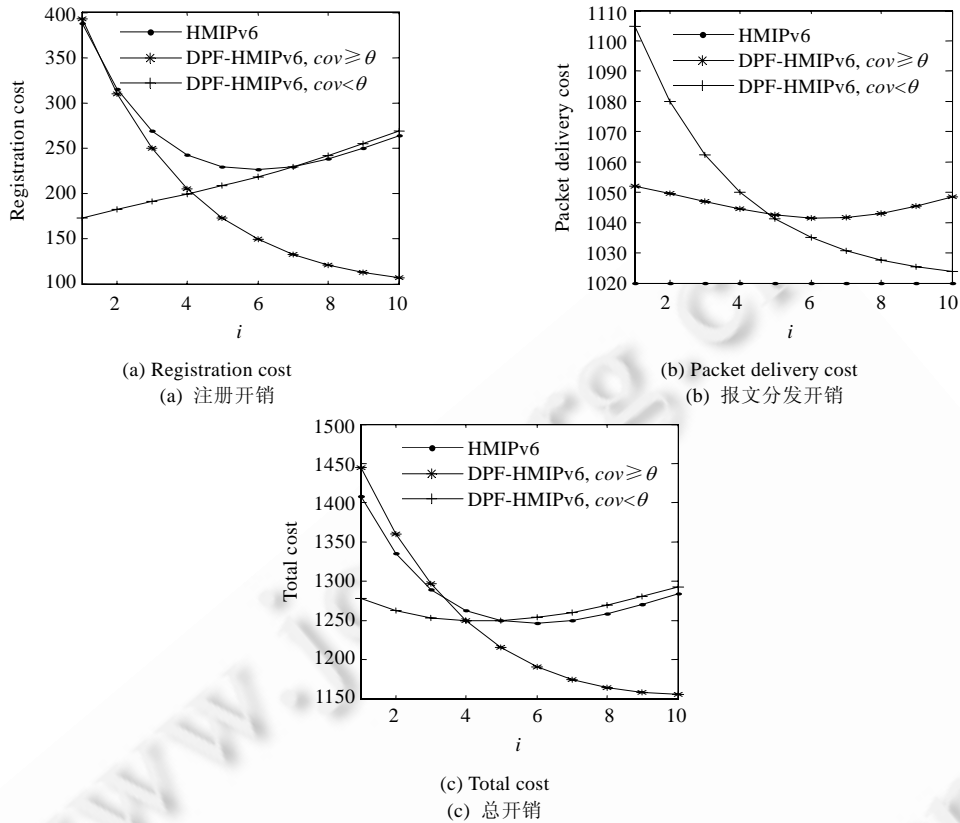 400
350
300
250
200
150
100
Registration cost
HMIPv6
DPF-HMIPv6, cov≥θ
DPF-HMIPv6, cov<θ
2 4 6 8 10
i
(a) Registration cost
(a) 注册开销
1110
1100
1090
1080
1070
1060
1050
1040
1030
1020
Packet delivery cost
HMIPv6
DPF-HMIPv6, cov≥θ
DPF-HMIPv6, cov<θ
2 4 6 8 10
i
(b) Packet delivery cost
(b) 报文分发开销
1500
1450
1400
1350
1300
1250
1200
1150
Total cost
HMIPv6
DPF-HMIPv6, cov≥θ
DPF-HMIPv6, cov<θ
2 4 6 8 10
i
(c) Total cost
(c) 总开销